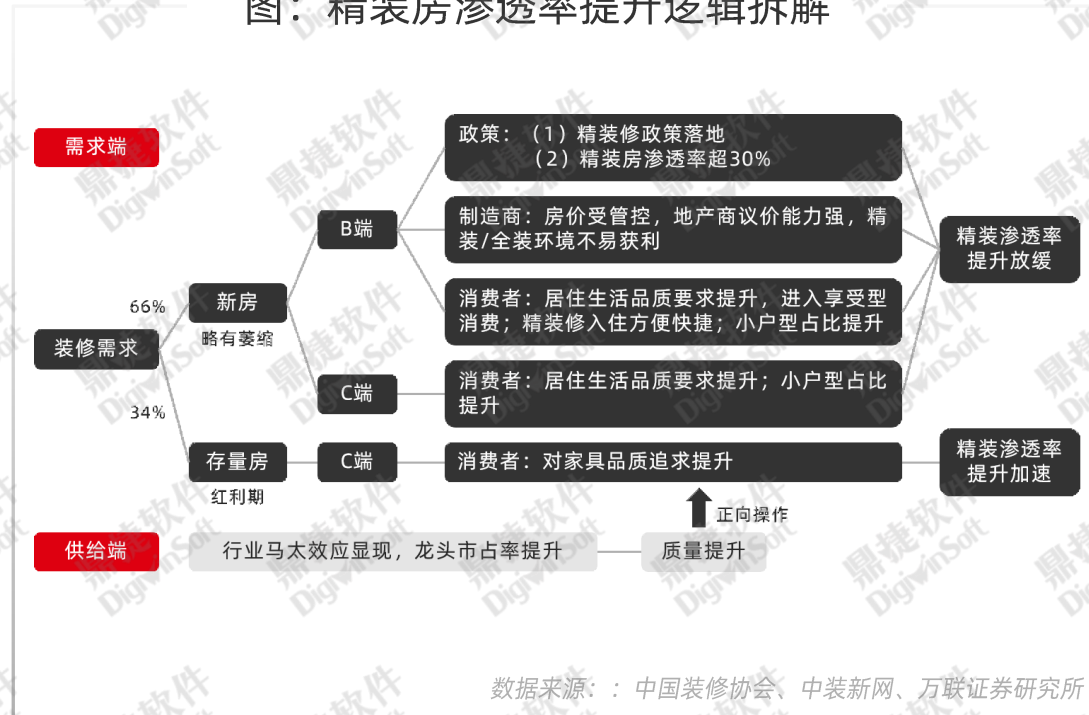 图：精装房渗透率提升逻辑拆解
需求端
政策：（1）精装修政策落地
（2）精装房渗透率超30%
B端
制造商：房价受管控，地产商议价能力强，精
装/全装环境不易获利
精装渗透率
提升放缓
66%
新房
略有萎缩
消费者：居住生活品质要求提升，进入享受型
消费；精装修入住方便快捷；小户型占比提升
装修需求
34%
C端
消费者：居住生活品质要求提升；小户型占比
提升
存量房
红利期
C端
消费者：对家具品质追求提升
精装渗透率
提升加速
正向操作
供给端
行业马太效应显现，龙头市占率提升
质量提升
数据来源：：中国装修协会、中装新网、万联证券研究所
鼎捷软件
DigiwinSoft